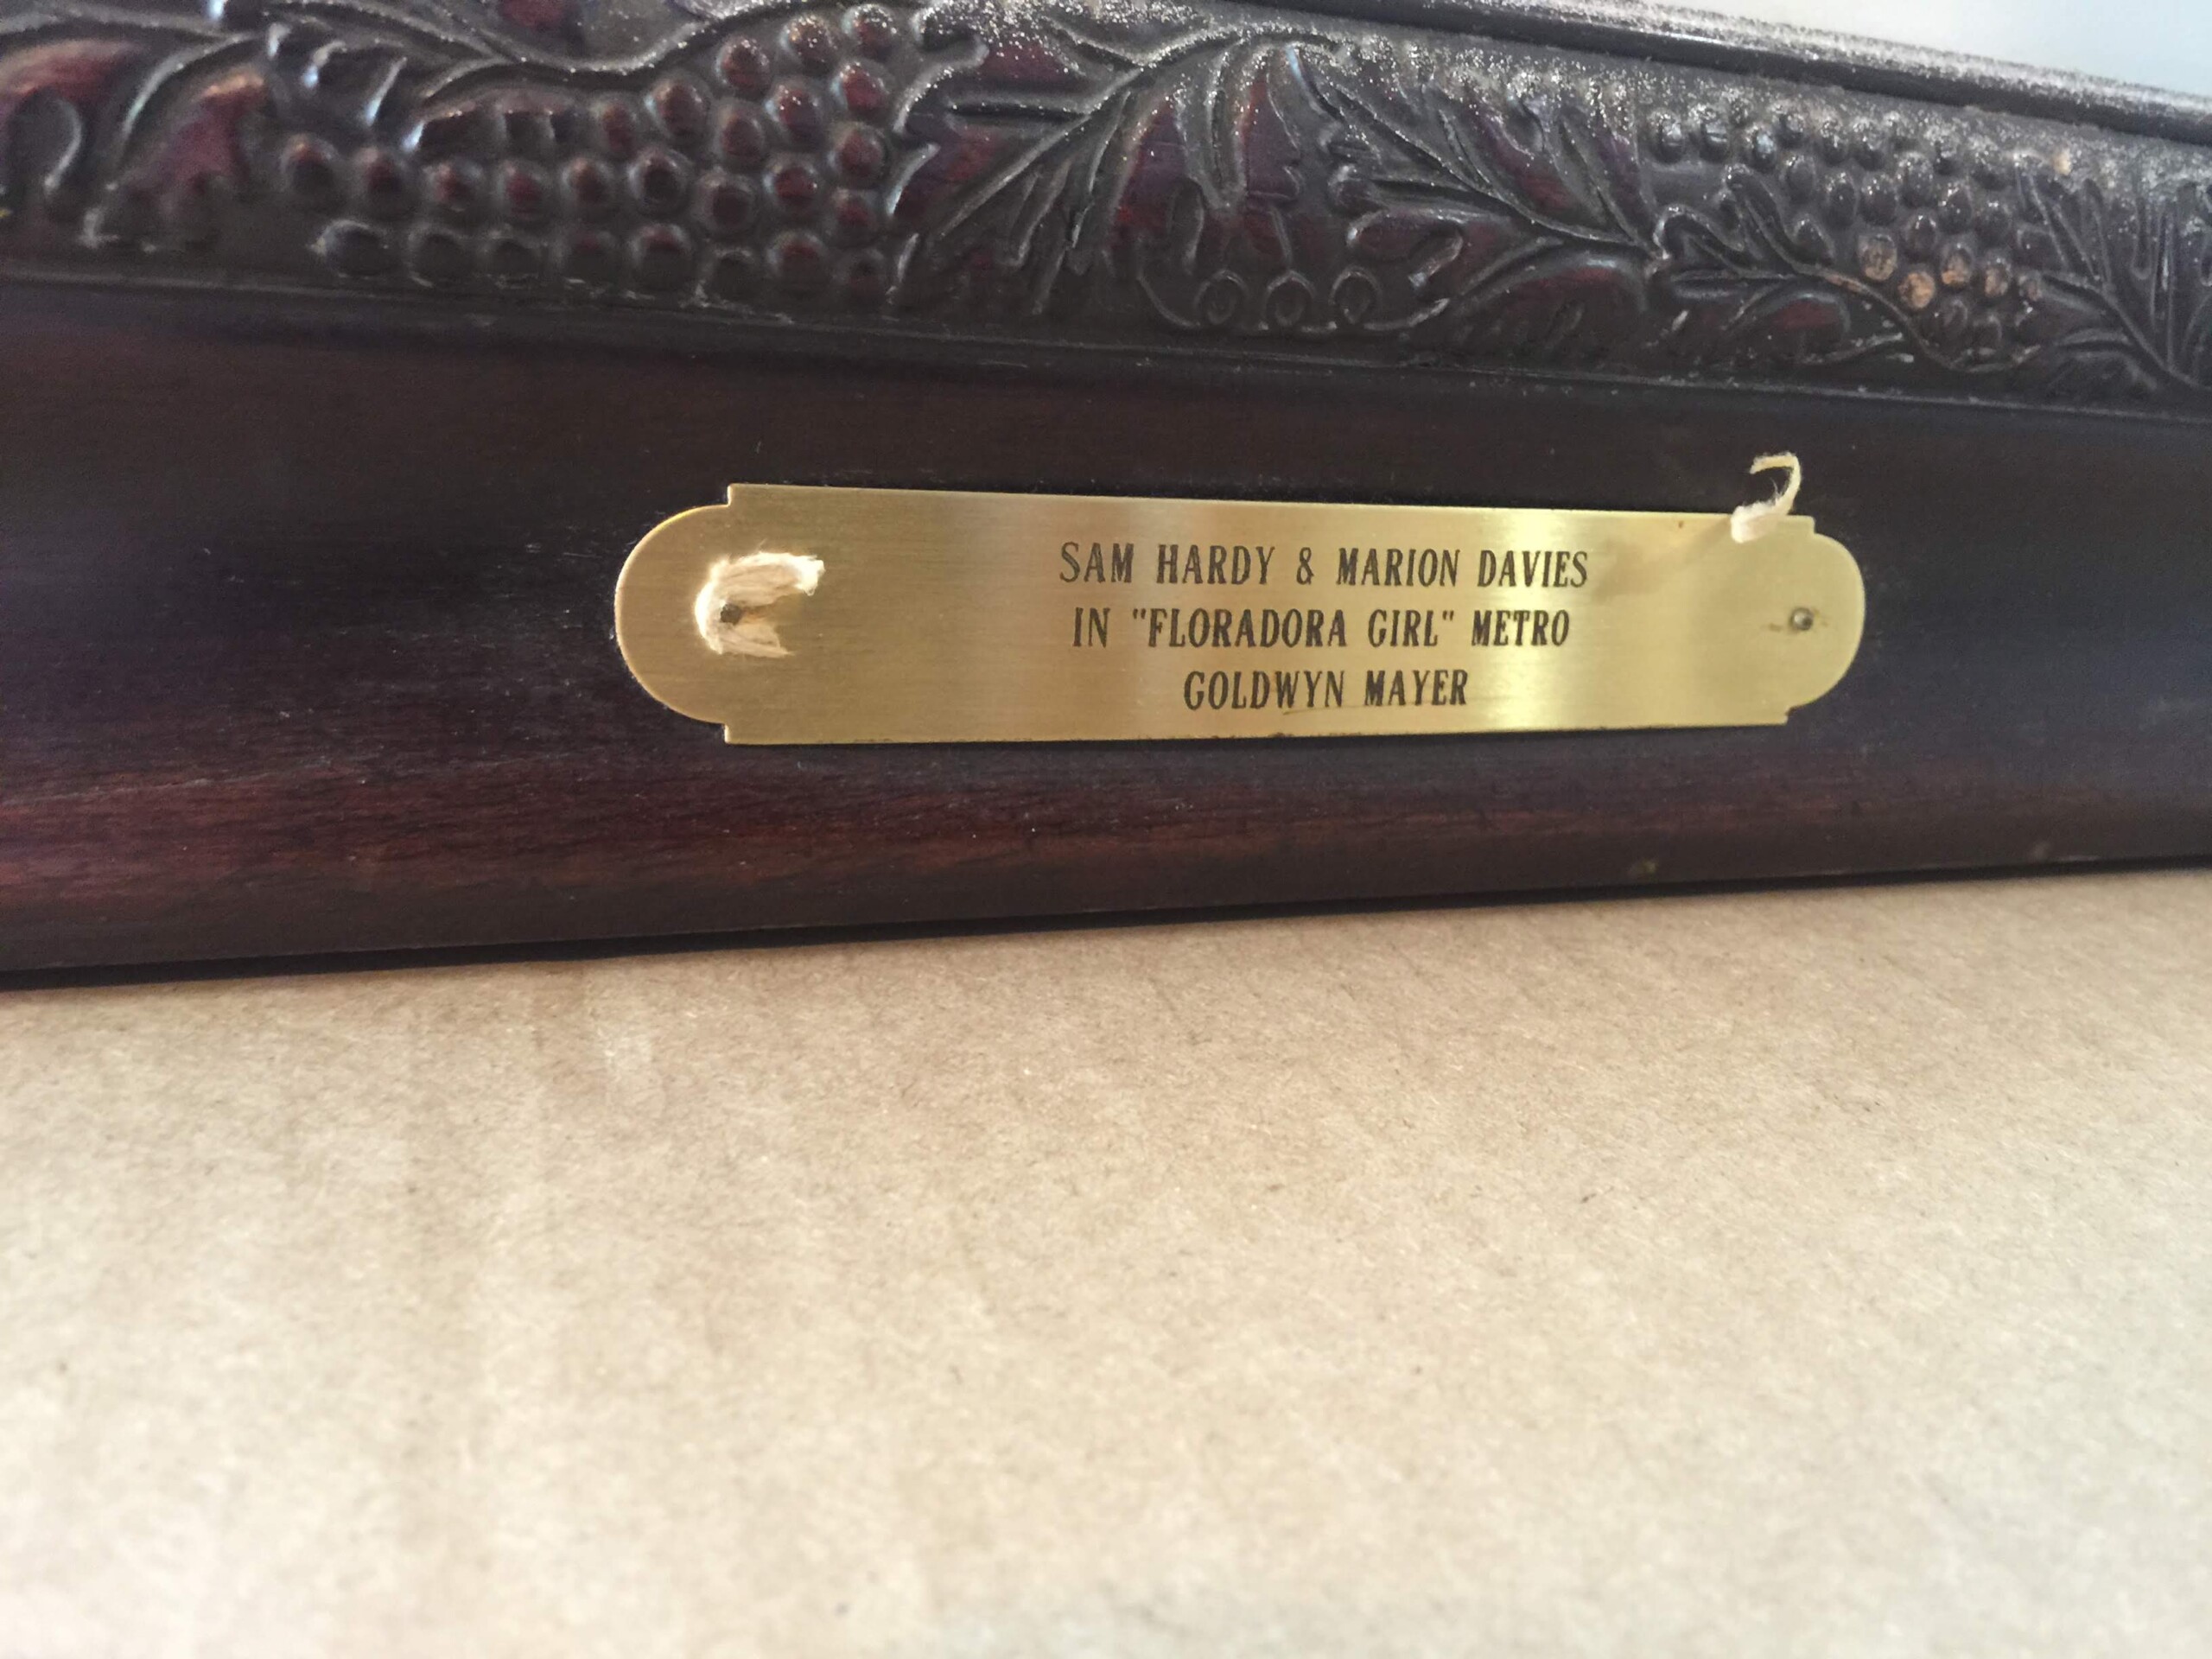 SAM HARDY & MARION DAVIES
IN "FLORADORA GIRL" METRO
GOLDWYN MAYER